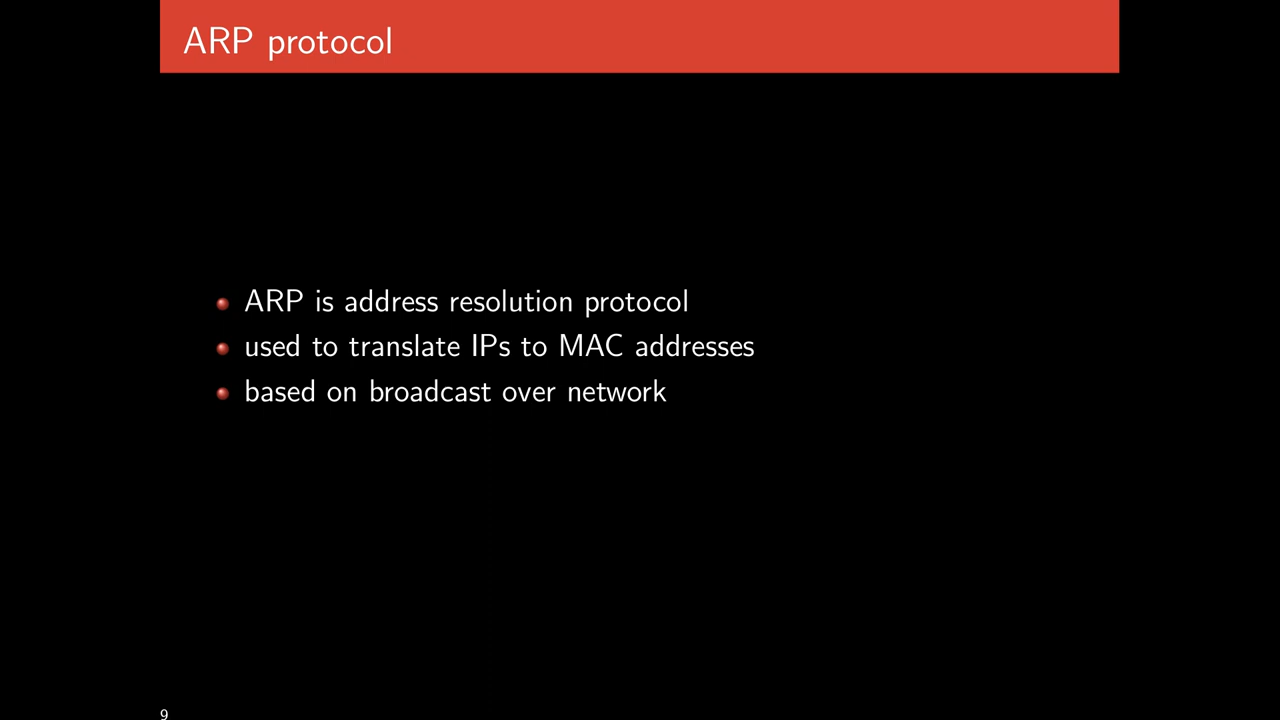 ARP protocol
ARP is address resolution protocol
used to translate IPs to MAC addresses
based on broadcast over network
9